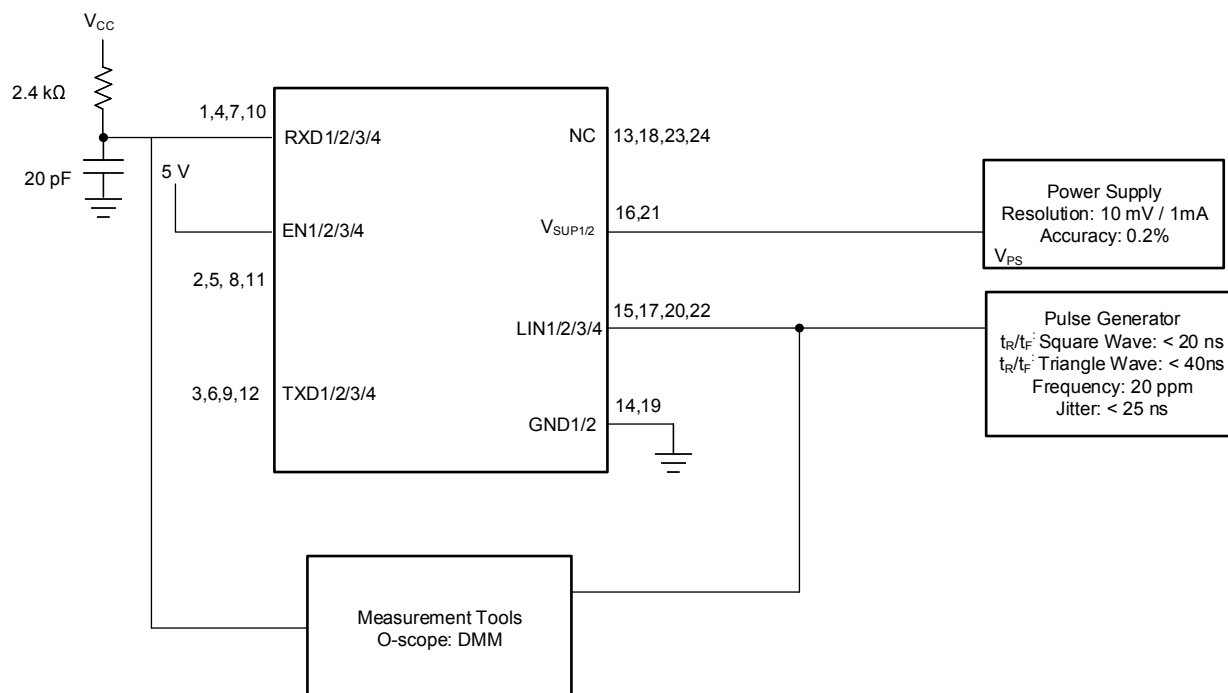 VCC
2.4 kΩ
20 pF
5 V
1,4,7,10
RXD1/2/3/4
EN1/2/3/4
2,5, 8,11
3,6,9,12
TXD1/2/3/4
NC
13,18,23,24
VSUP1/2
16,21
LIN1/2/3/4
15,17,20,22
GND1/2
14,19
Power Supply
Resolution: 10 mV / 1mA
Accuracy: 0.2%
VPS
Pulse Generator
tR/tF: Square Wave: < 20 ns
tR/tF: Triangle Wave: < 40ns
Frequency: 20 ppm
Jitter: < 25 ns
Measurement Tools
O-scope: DMM